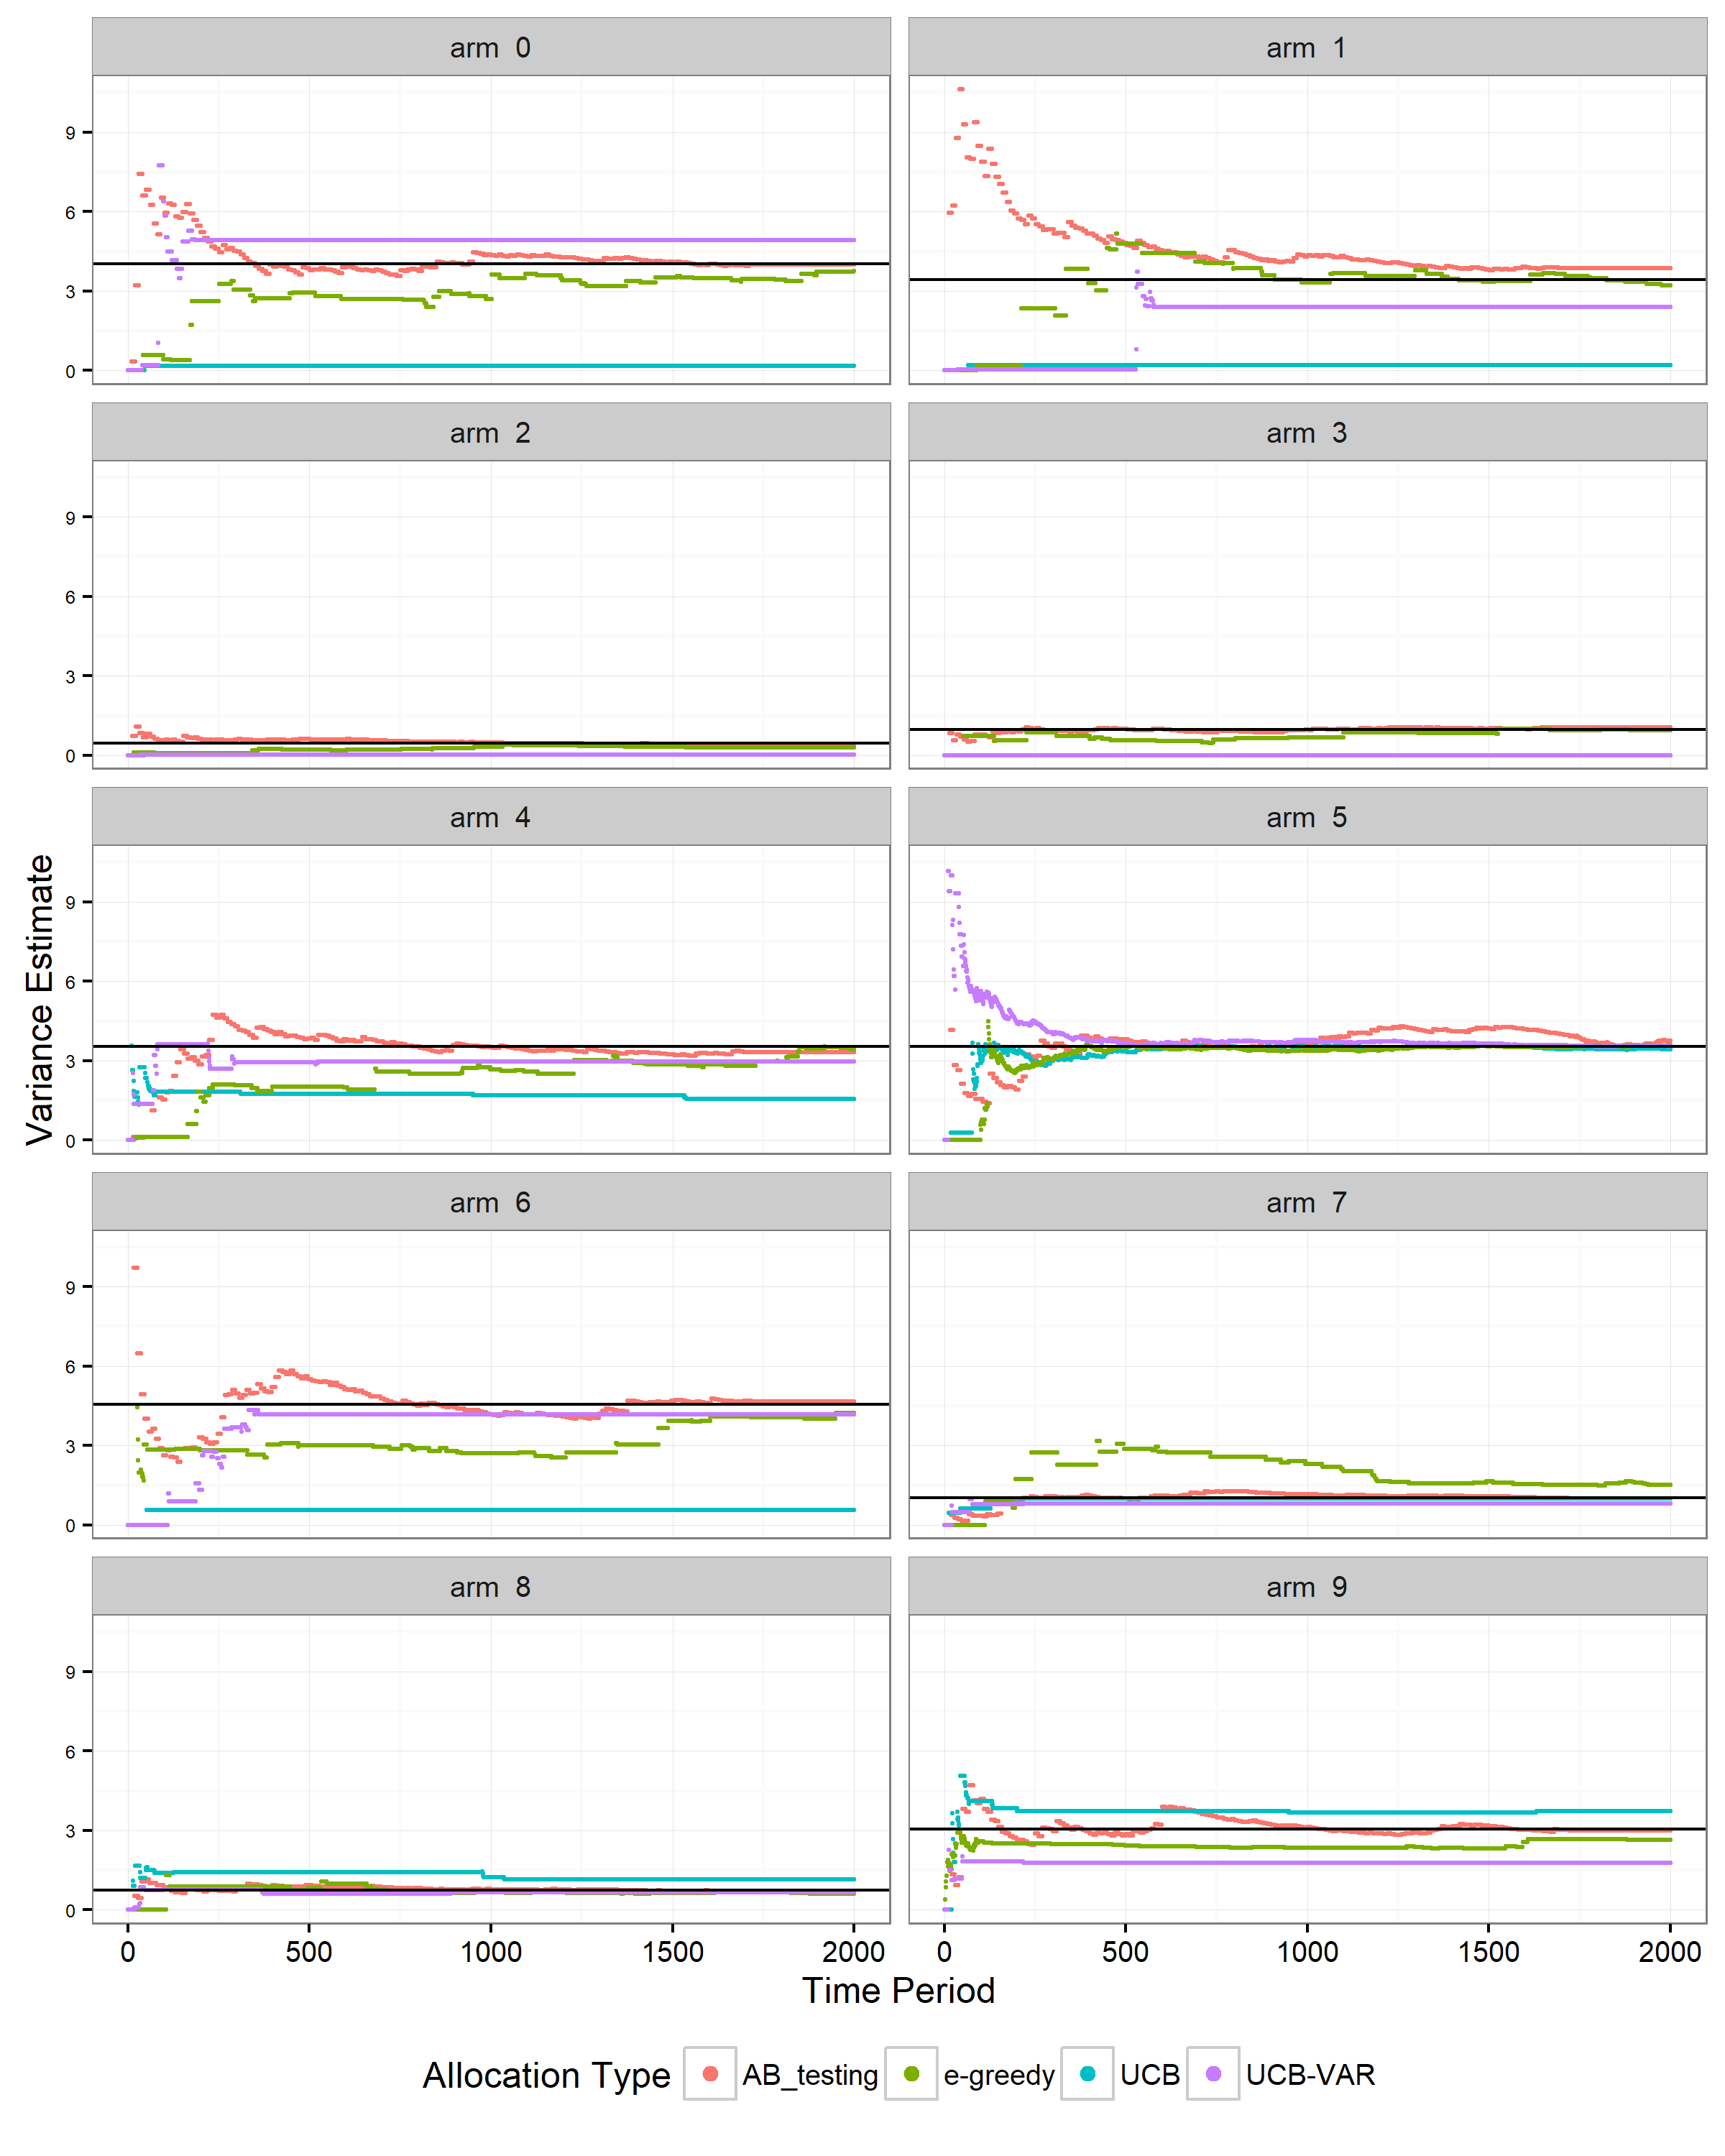 arm 0
arm 1
9
6
3
0
arm 2
arm 3
9
6
3
0
arm 4
arm 5
9
6
3
0
Variance Estimate
arm 6
arm 7
9
6
3
0
arm 8
arm 9
9
6
3
0
0 500 1000 1500 2000 0 500 1000 1500 2000
Time Period
Allocation Type AB_testing e-greedy UCB UCB-VAR